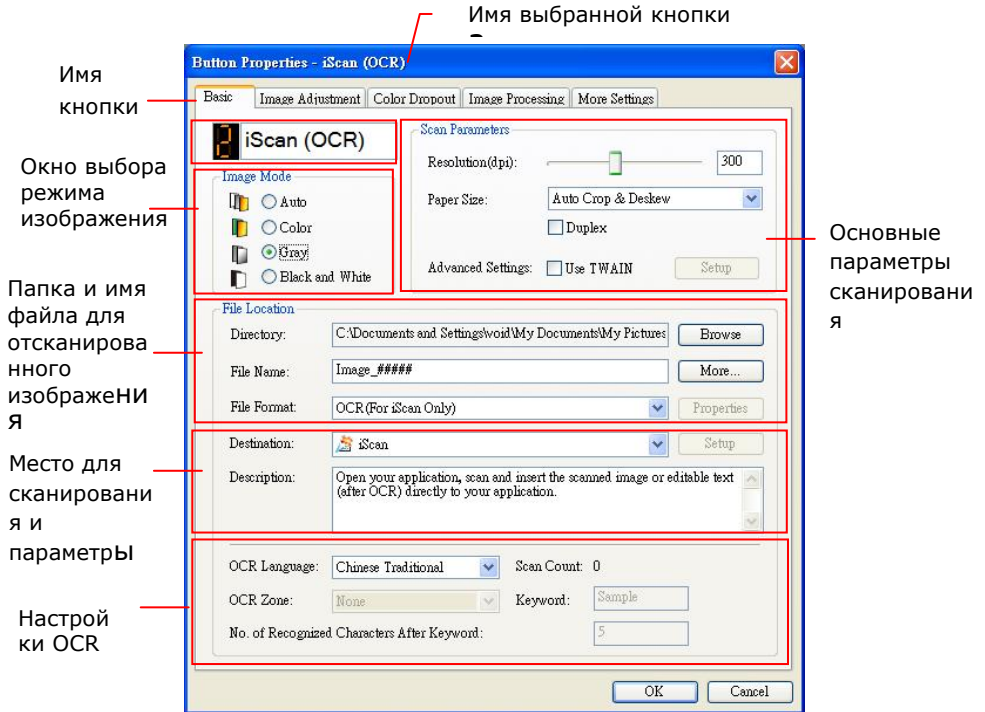 Имя выбранной кнопки
Button Properties - iScan (OCR)
Имя
кнопки
Basic Image Adjustment Color Dropout Image Processing More Settings
2 iScan (OCR)
Окно выбора
режима
изображения
Image Mode
Auto
Color
Gray
Black and White
Scan Parameters
Resolution(dpi): 300
Paper Size: Auto Crop & Deskew
Duplex
Advanced Settings: Use TWAIN Setup
Основные
параметры
сканировани
я
Папка и имя
файла для
отсканирова
нного
изображения
я
File Location
Directory: C:\Documents and Settings\void\My Documents\My Pictures Browse
File Name: Image_##### More...
File Format: OCR(For iScan Only) Properties
Место для
сканировани
я и
параметры
Destination: iScan Setup
Description: Open your application, scan and insert the scanned image or editable text
(after OCR) directly to your application.
Настрой
ки OCR
OCR Language: Chinese Traditional Scan Count: 0
OCR Zone: None Keyword: Sample
No. of Recognized Characters After Keyword: 5
OK Cancel